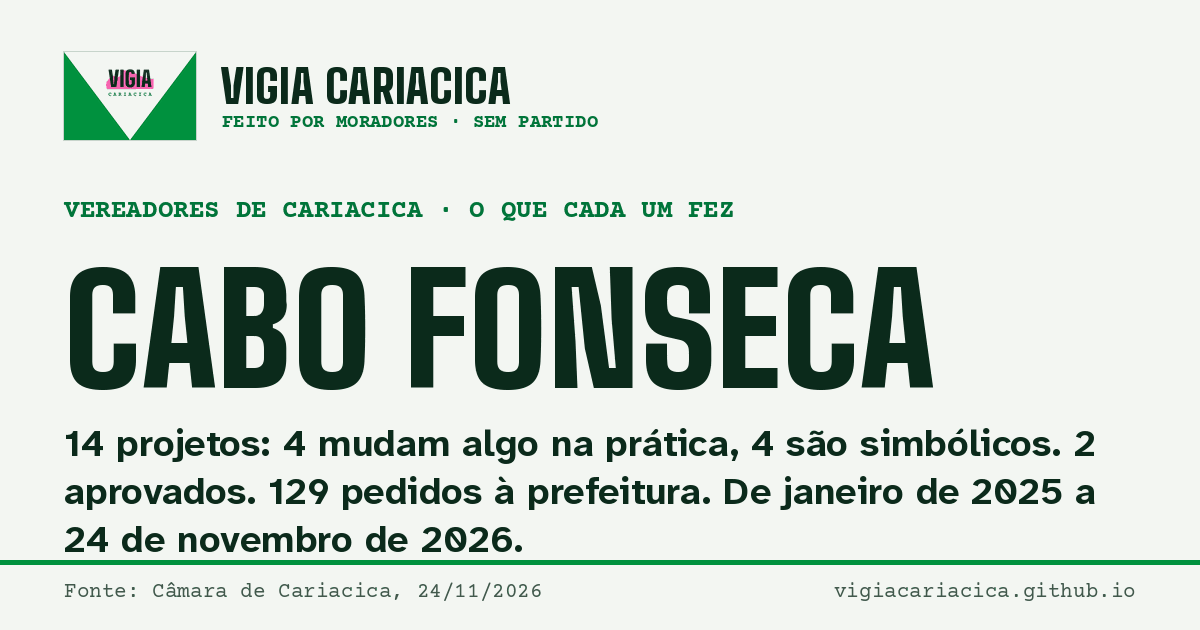 VIGIA
CARIACICA
VIGIA CARIACICA
FEITO POR MORADORES · SEM PARTIDO
VEREADORES DE CARIACICA · O QUE CADA UM FEZ
CABO FONSECA
14 projetos: 4 mudam algo na prática, 4 são simbólicos. 2
aprovados. 129 pedidos à prefeitura. De janeiro de 2025 a
24 de novembro de 2026.
Fonte: Câmara de Cariacica, 24/11/2026
vigiacariacica.github.io